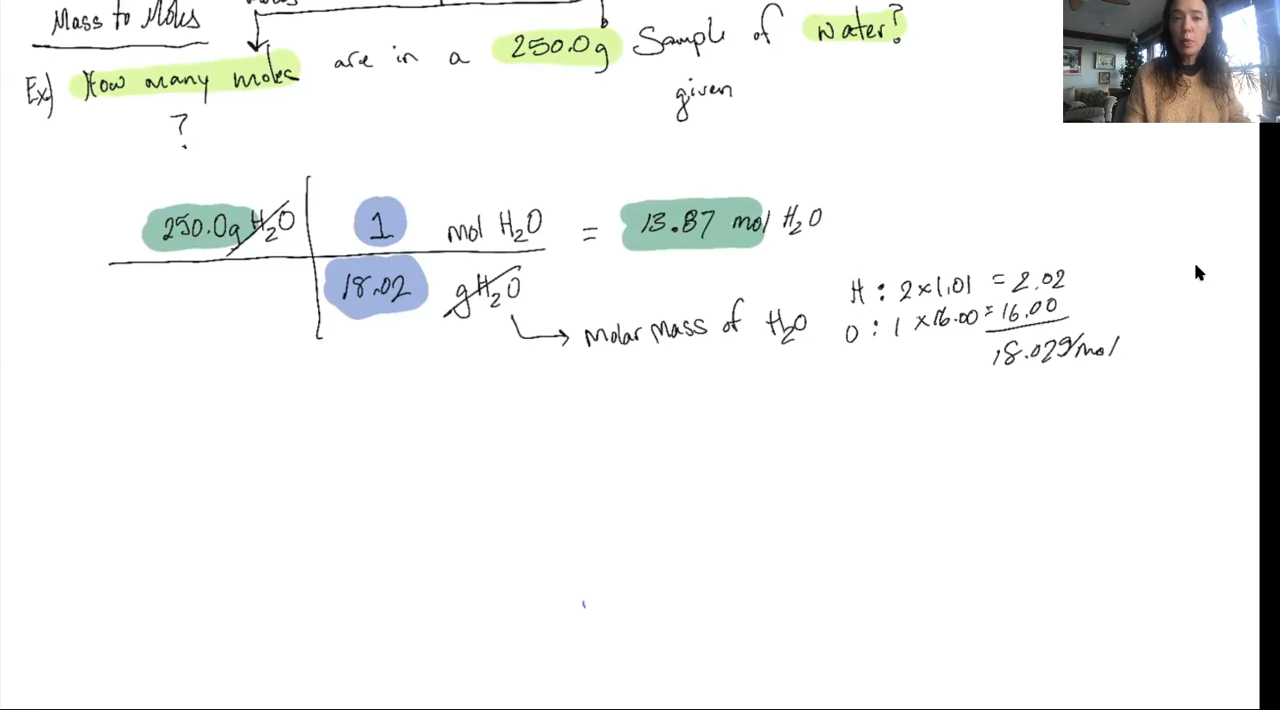 Mass to Moles
Ex) How many moles are in a 250.0g Sample of water?
? given
250.0g H₂O 1 mol H₂O = 13.87 mol H₂O
18.02 g H₂O
molar mass of H₂O
H : 2×1.01 = 2.02
O : 1 ×16.00 = 16.00
18.02g/mol